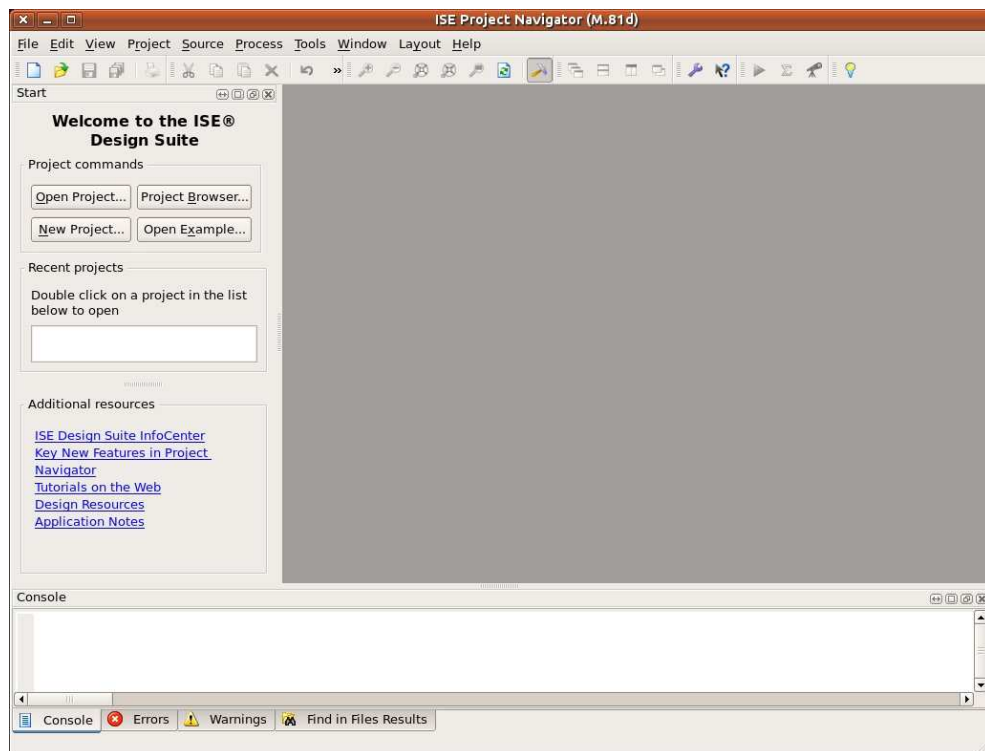 ISE Project Navigator (M.81d)
File Edit View Project Source Process Tools Window Layout Help
Start
Welcome to the ISE®
Design Suite
Project commands
Open Project... Project Browser...
New Project... Open Example...
Recent projects
Double click on a project in the list
below to open
Additional resources
ISE Design Suite InfoCenter
Key New Features in Project
Navigator
Tutorials on the Web
Design Resources
Application Notes
Console
Console Errors Warnings Find in Files Results